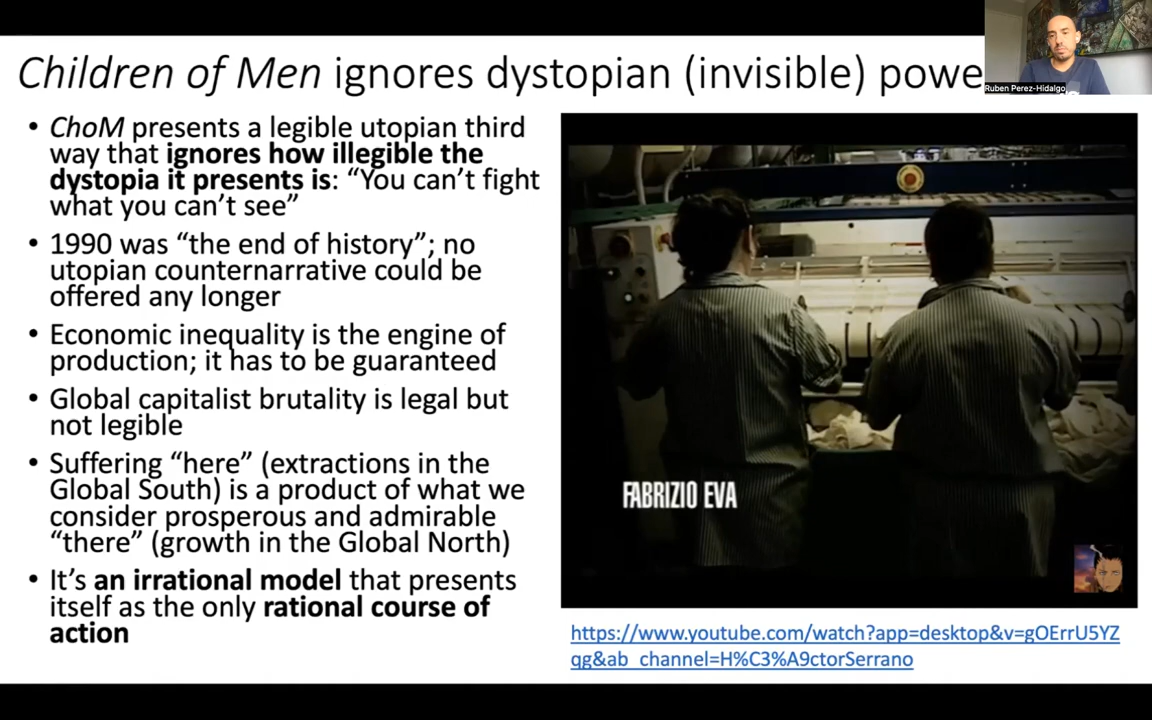 Children of Men ignores dystopian (invisible) powe
Ruben Perez-Hidalgo
• ChoM presents a legible utopian third
way that ignores how illegible the
dystopia it presents is: “You can’t fight
what you can’t see”
• 1990 was “the end of history”; no
utopian counternarrative could be
offered any longer
• Economic inequality is the engine of
production; it has to be guaranteed
• Global capitalist brutality is legal but
not legible
• Suffering “here” (extractions in the
Global South) is a product of what we
consider prosperous and admirable
“there” (growth in the Global North)
• It’s an irrational model that presents
itself as the only rational course of
action
FABRIZIO EVA
https://www.youtube.com/watch?app=desktop&v=gOErrU5YZ
qg&ab_channel=H%C3%A9ctorSerrano